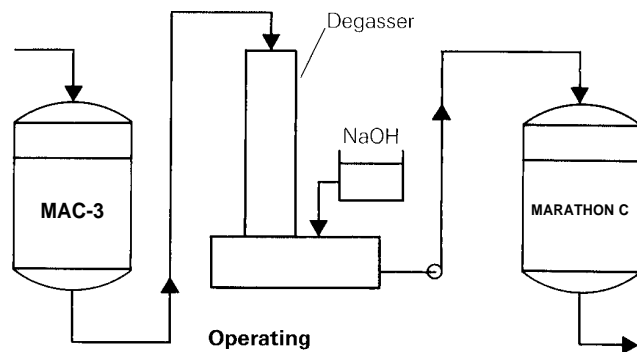 Degasser
NaOH
MAC-3
MARATHON C
Operating